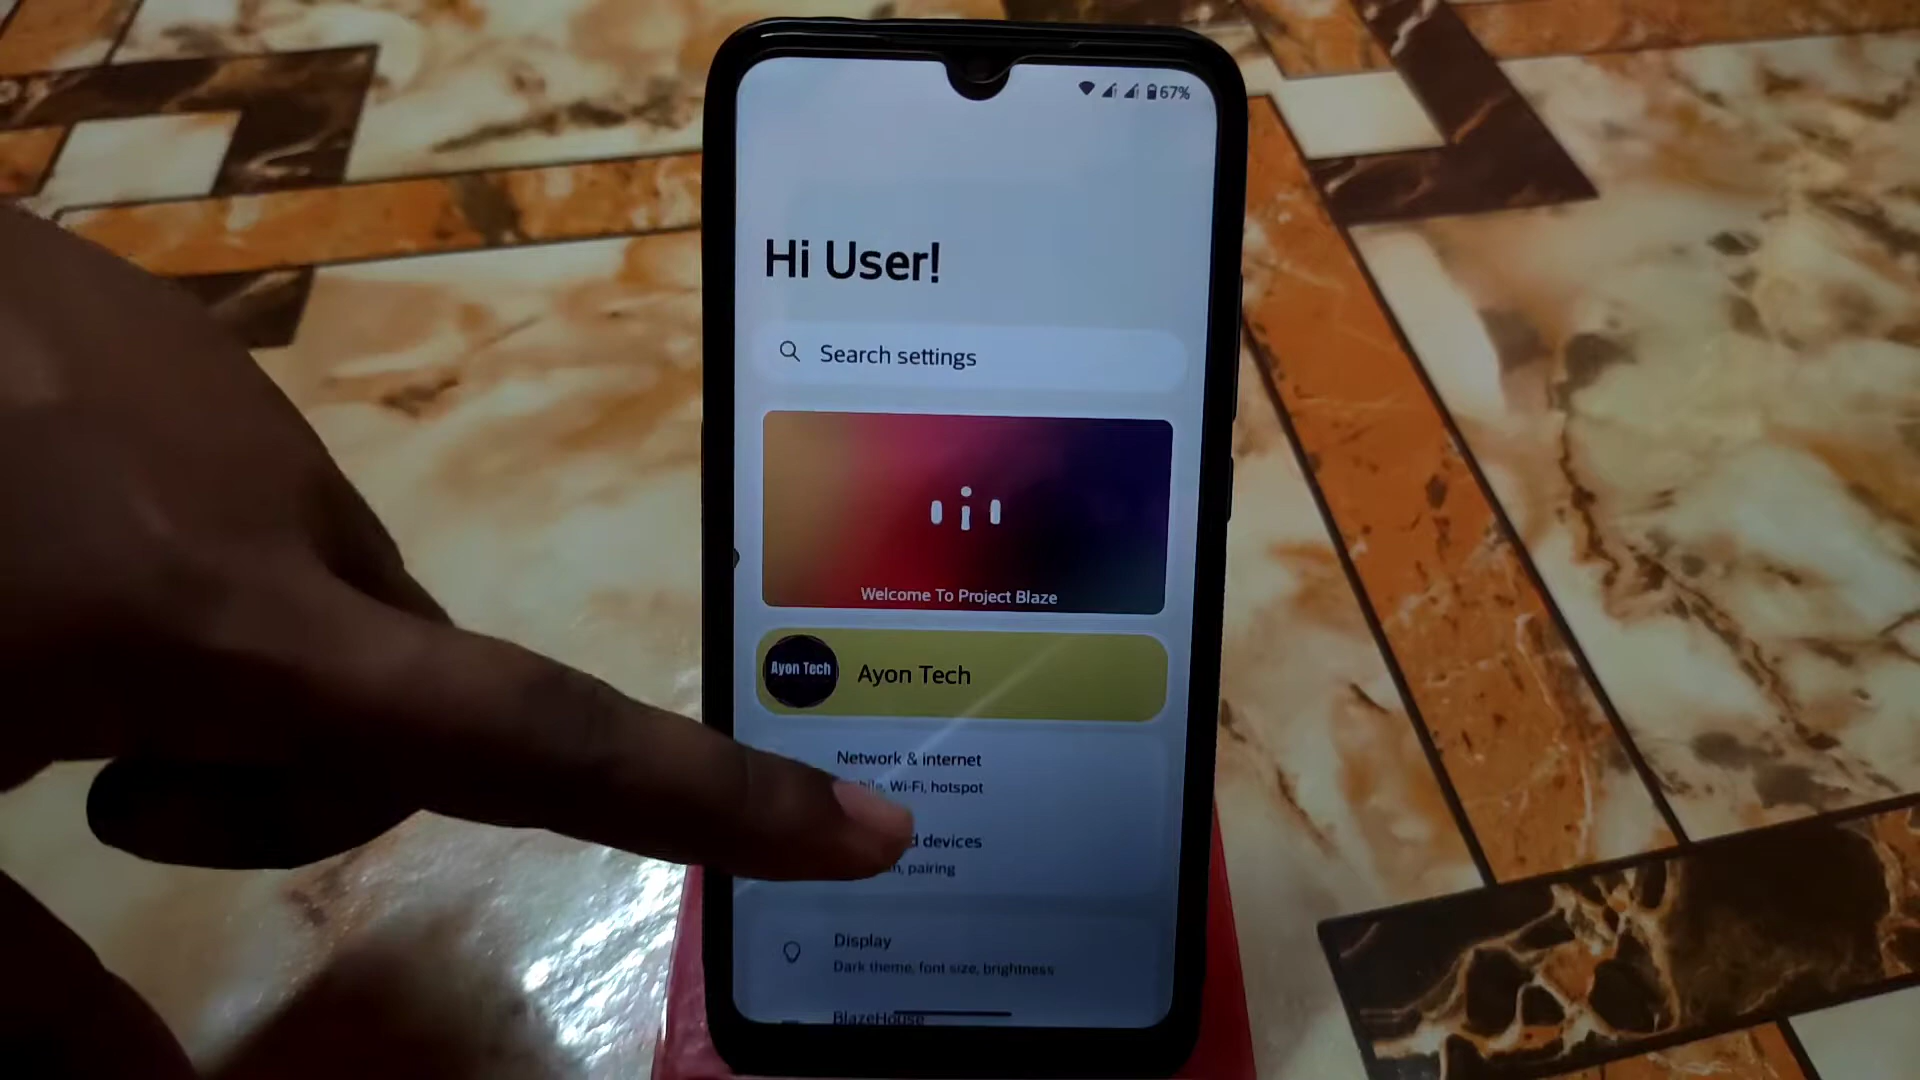 67%
Hi User!
Search settings
Welcome To Project Blaze
Ayon Tech
Ayon Tech
Network & internet
Wi-Fi, hotspot
devices
pairing
Display
Dark theme, font size, brightness
BlazeHouse